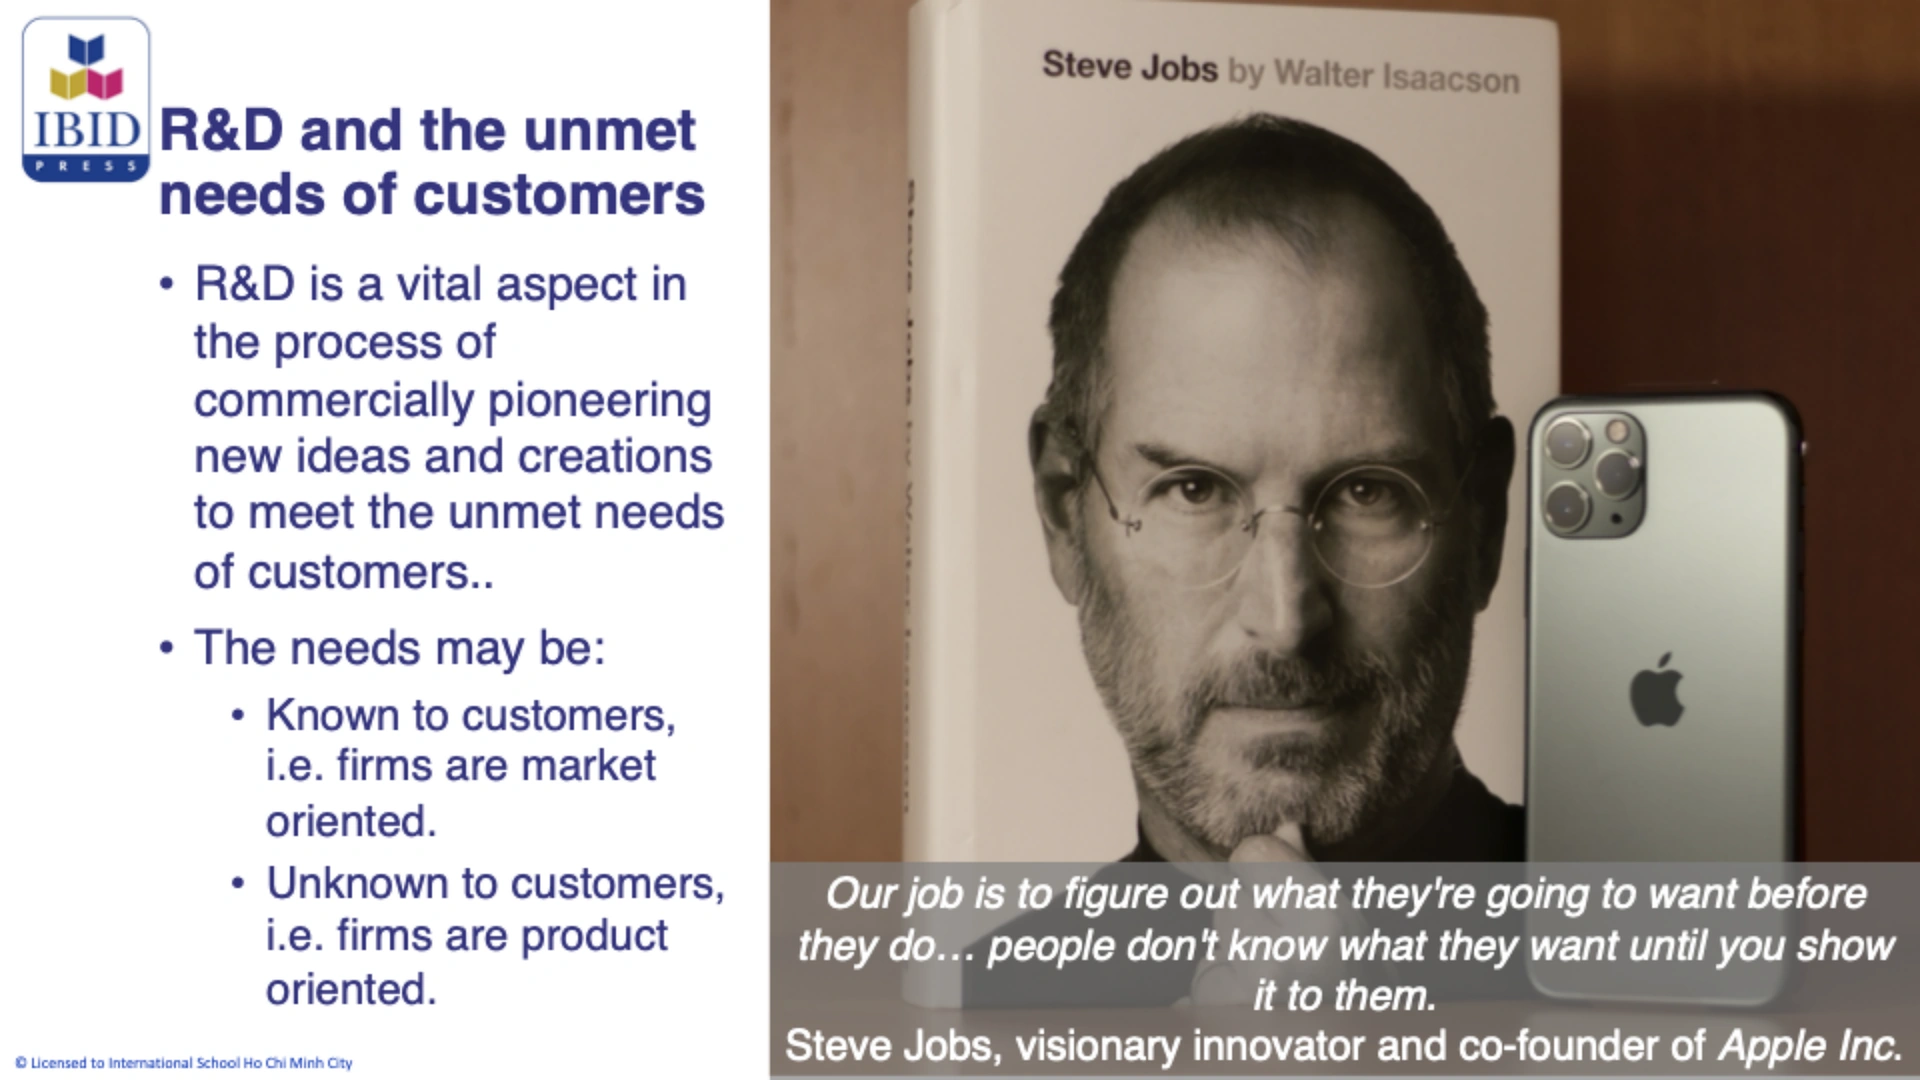 IBID
PRESS
R&D and the unmet
needs of customers
• R&D is a vital aspect in
the process of
commercially pioneering
new ideas and creations
to meet the unmet needs
of customers..
• The needs may be:
• Known to customers,
i.e. firms are market
oriented.
• Unknown to customers,
i.e. firms are product
oriented.
© Licensed to International School Ho Chi Minh City
Steve Jobs by Walter Isaacson
Steve Jobs by Walter Isaacson
Our job is to figure out what they're going to want before
they do... people don't know what they want until you show
it to them.
Steve Jobs, visionary innovator and co-founder of Apple Inc.